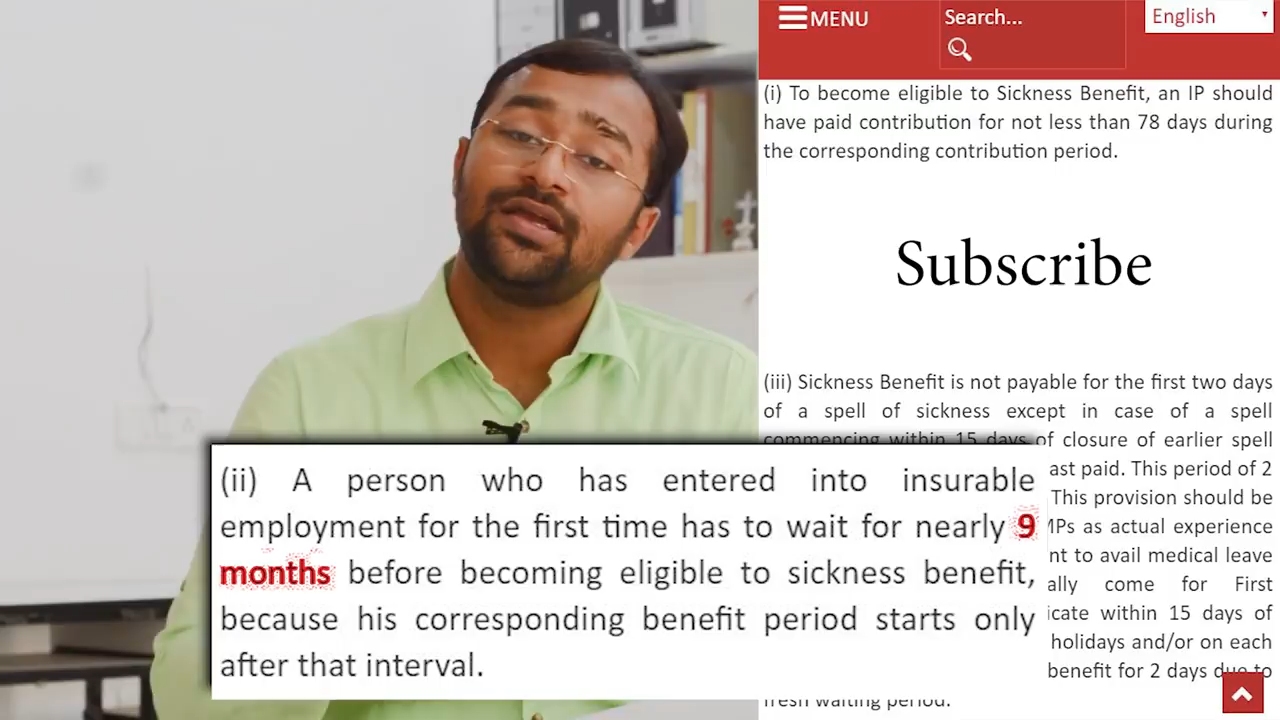 MENU
Search...
English
(i) To become eligible to Sickness Benefit, an IP should
have paid contribution for not less than 78 days during
the corresponding contribution period.
Subscribe
(iii) Sickness Benefit is not payable for the first two days
of a spell of sickness except in case of a spell
commencing within 15 days of closure of earlier spell
ast paid. This period of 2
This provision should be
MPs as actual experience
nt to avail medical leave
ally come for First
icate within 15 days of
holidays and/or on each
benefit for 2 days due to
fresh waiting period.
(ii) A person who has entered into insurable
employment for the first time has to wait for nearly 9
months before becoming eligible to sickness benefit,
because his corresponding benefit period starts only
after that interval.